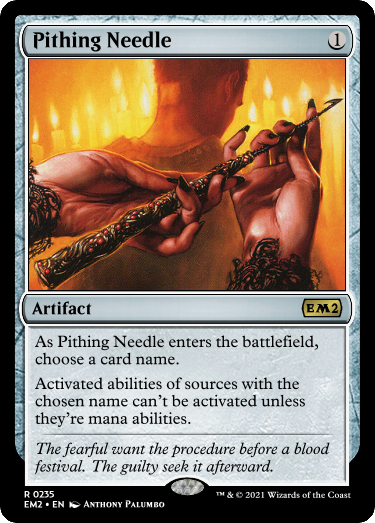 Pithing Needle 1
Artifact EM2
As Pithing Needle enters the battlefield,
choose a card name.
Activated abilities of sources with the
chosen name can't be activated unless
they're mana abilities.
The fearful want the procedure before a blood
festival. The guilty seek it afterward.
R 0235
EM2 • EN Anthony Palumbo
™ & © 2021 Wizards of the Coast